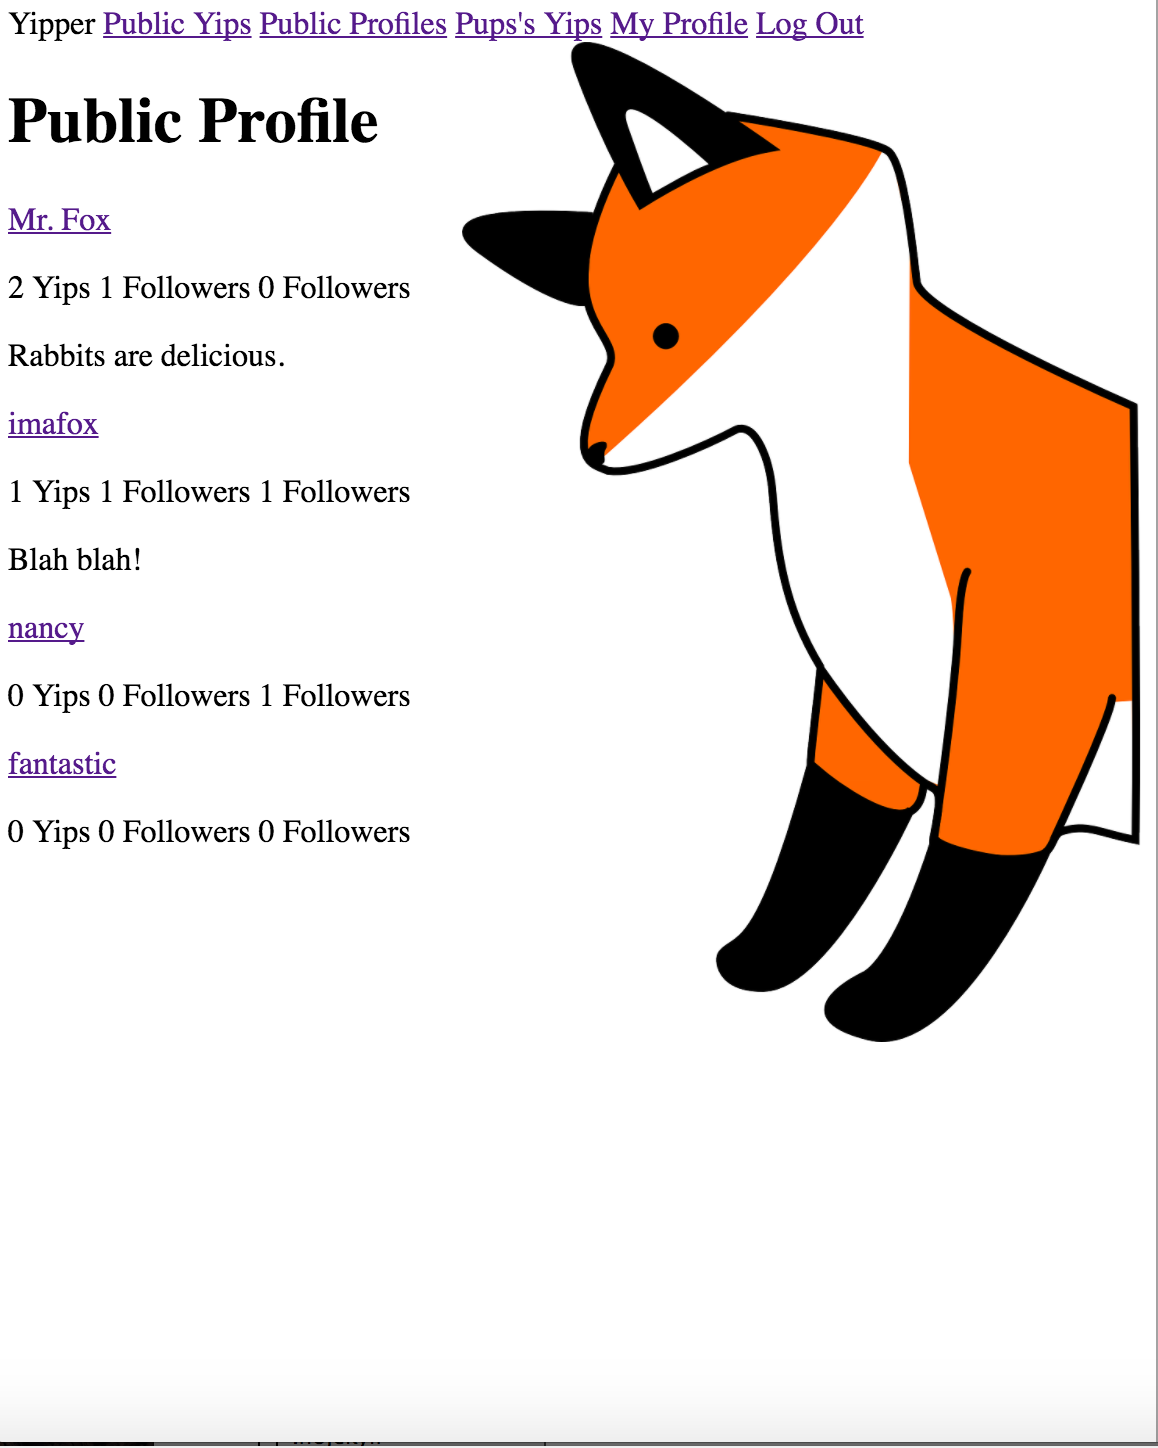 Yipper Public Yips Public Profiles Pups's Yips My Profile Log Out
Public Profile
Mr. Fox
2 Yips 1 Followers 0 Followers
Rabbits are delicious.
imafox
1 Yips 1 Followers 1 Followers
Blah blah!
nancy
0 Yips 0 Followers 1 Followers
fantastic
0 Yips 0 Followers 0 Followers